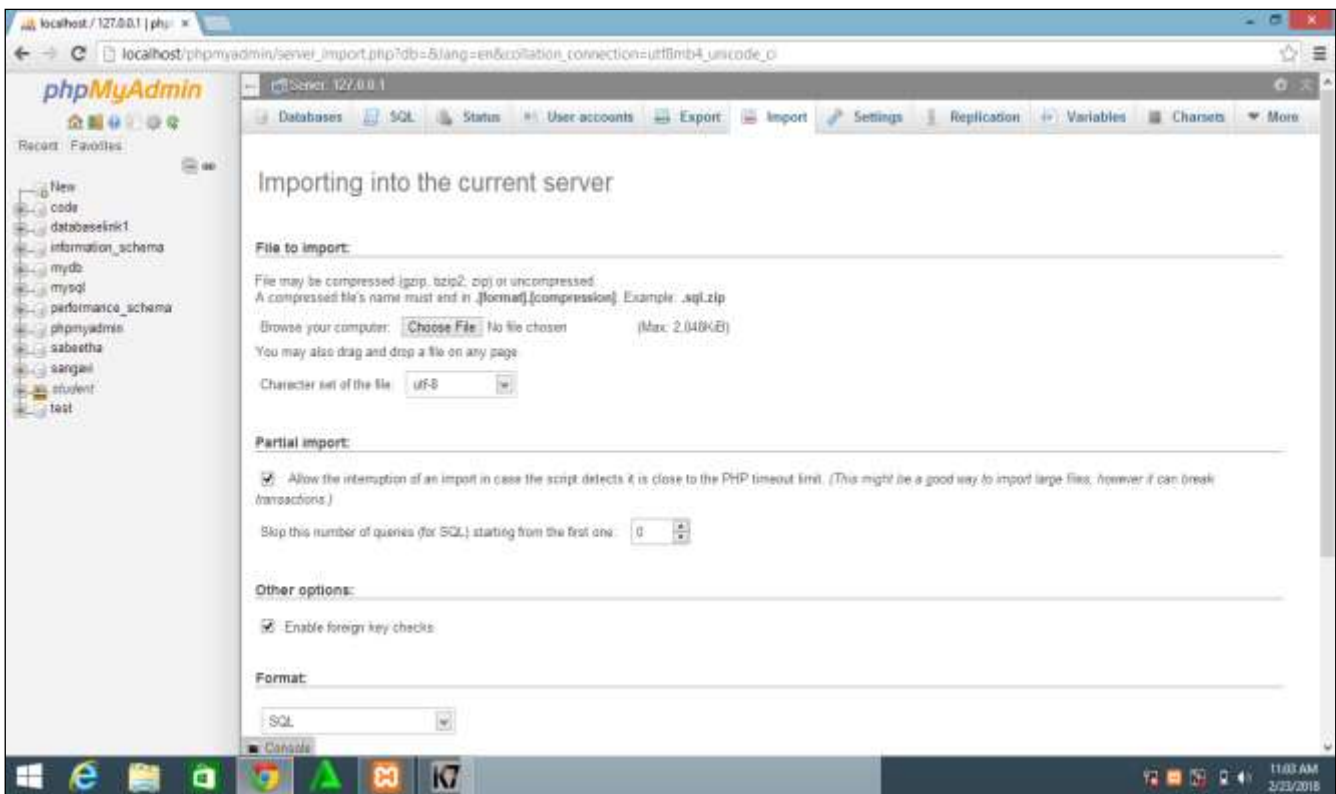 localhost / 127.0.0.1 | php
localhost/phpmyadmin/server_import.php?db=&lang=en&collation_connection=utf8mb4_unicode_ci
phpMyAdmin
Server: 127.0.0.1
Databases SQL Status User accounts Export Import Settings Replication Variables Charsets More
Recent Favorites
New
code
databaselink1
information_schema
mydb
mysql
performance_schema
phpmyadmin
sabeetha
sangavi
student
test
Importing into the current server
File to import:
File may be compressed (gzip, bzip2, zip) or uncompressed.
A compressed file's name must end in .[format].[compression]. Example: .sql.zip
Browse your computer: Choose File No file chosen (Max: 2,048KiB)
You may also drag and drop a file on any page.
Character set of the file: utf-8
Partial import:
Allow the interruption of an import in case the script detects it is close to the PHP timeout limit. (This might be a good way to import large files, however it can break
transactions.)
Skip this number of queries (for SQL) starting from the first one: 0
Other options:
Enable foreign key checks
Format:
SQL
Console
11:03 AM
2/23/2018